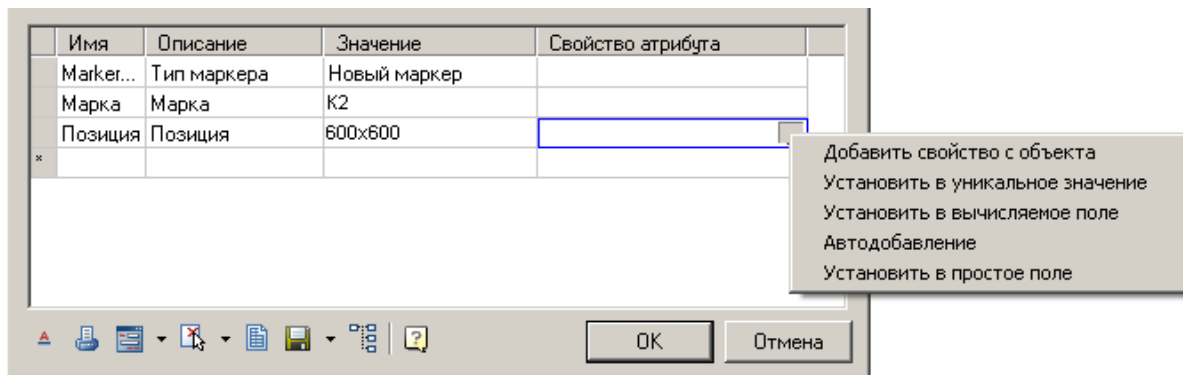 Имя Описание Значение Свойство атрибута
Marker... Тип маркера Новый маркер
Марка Марка К2
Позиция Позиция 600x600
*
Добавить свойство с объекта
Установить в уникальное значение
Установить в вычисляемое поле
Автодобавление
Установить в простое поле
OK Отмена